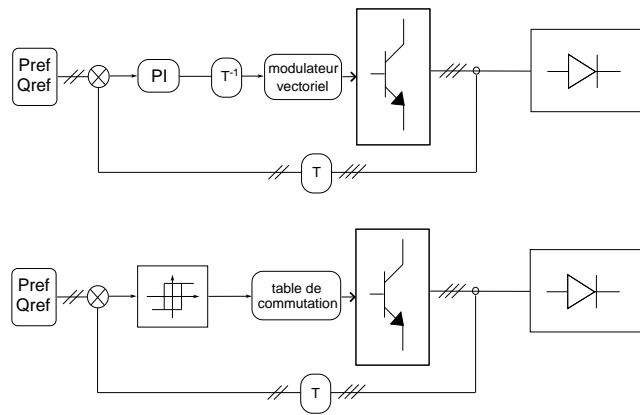 Pref
Qref
PI
T-1
modulateur
vectoriel
T
Pref
Qref
table de
commutation
T